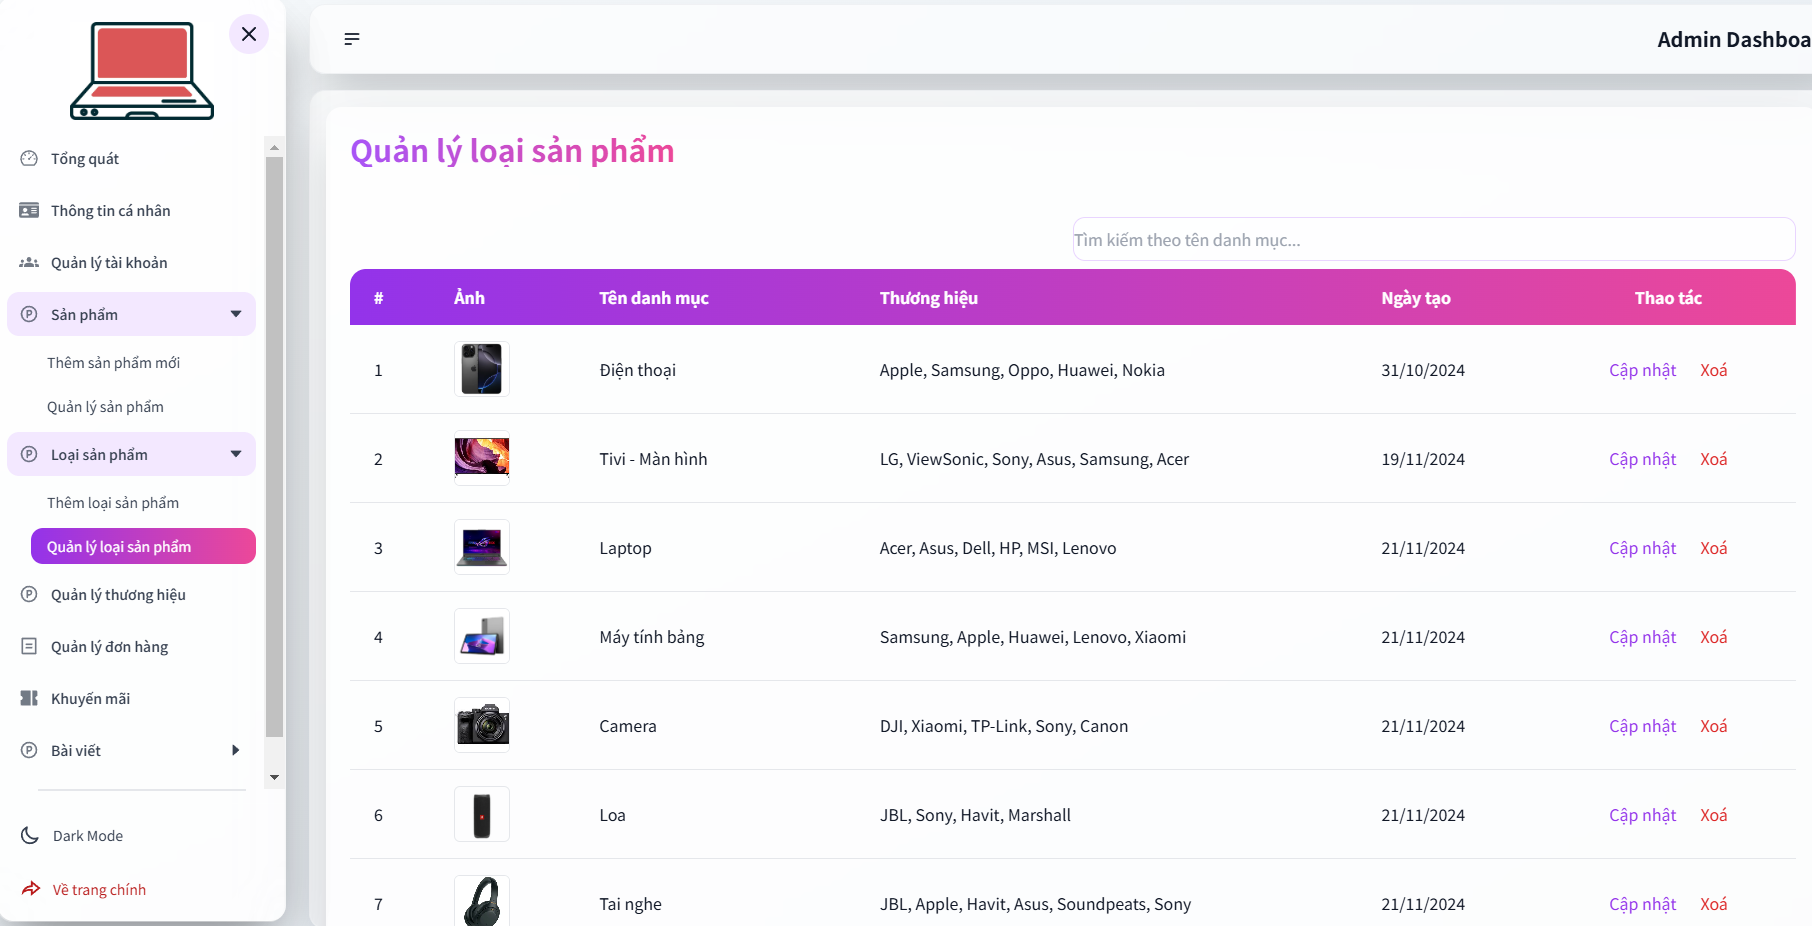 Tổng quát
Thông tin cá nhân
Quản lý tài khoản
Sản phẩm
Thêm sản phẩm mới
Quản lý sản phẩm
Loại sản phẩm
Thêm loại sản phẩm
Quản lý loại sản phẩm
Quản lý thương hiệu
Quản lý đơn hàng
Khuyến mãi
Bài viết
Dark Mode
Về trang chính
Admin Dashboa
Quản lý loại sản phẩm
Tìm kiếm theo tên danh mục...
# Ảnh Tên danh mục Thương hiệu Ngày tạo Thao tác
1 Điện thoại Apple, Samsung, Oppo, Huawei, Nokia 31/10/2024 Cập nhật Xoá
2 Tivi - Màn hình LG, ViewSonic, Sony, Asus, Samsung, Acer 19/11/2024 Cập nhật Xoá
3 Laptop Acer, Asus, Dell, HP, MSI, Lenovo 21/11/2024 Cập nhật Xoá
4 Máy tính bảng Samsung, Apple, Huawei, Lenovo, Xiaomi 21/11/2024 Cập nhật Xoá
5 Camera DJI, Xiaomi, TP-Link, Sony, Canon 21/11/2024 Cập nhật Xoá
6 Loa JBL, Sony, Havit, Marshall 21/11/2024 Cập nhật Xoá
7 Tai nghe JBL, Apple, Havit, Asus, Soundpeats, Sony 21/11/2024 Cập nhật Xoá